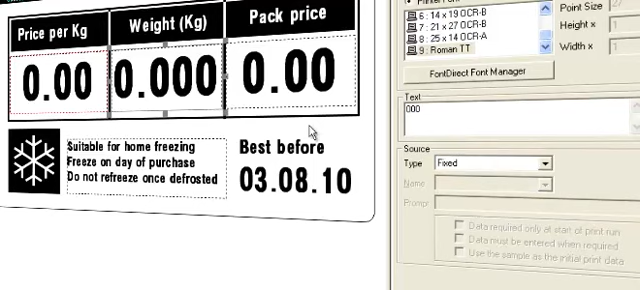 Price per Kg Weight (Kg) Pack price
0.00 0.000 0.00
Suitable for home freezing
Freeze on day of purchase
Do not refreeze once defrosted
Best before
03.08.10
6 : 14 x 19 OCR-B
7 : 21 x 27 OCR-B
8 : 25 x 14 OCR-A
9 : Roman TT
Point Size
Height x
Width x
FontDirect Font Manager
Text
000
Source
Type Fixed
Name
Prompt
Data required only at start of print run
Data must be entered when required
Use the sample as the initial print data